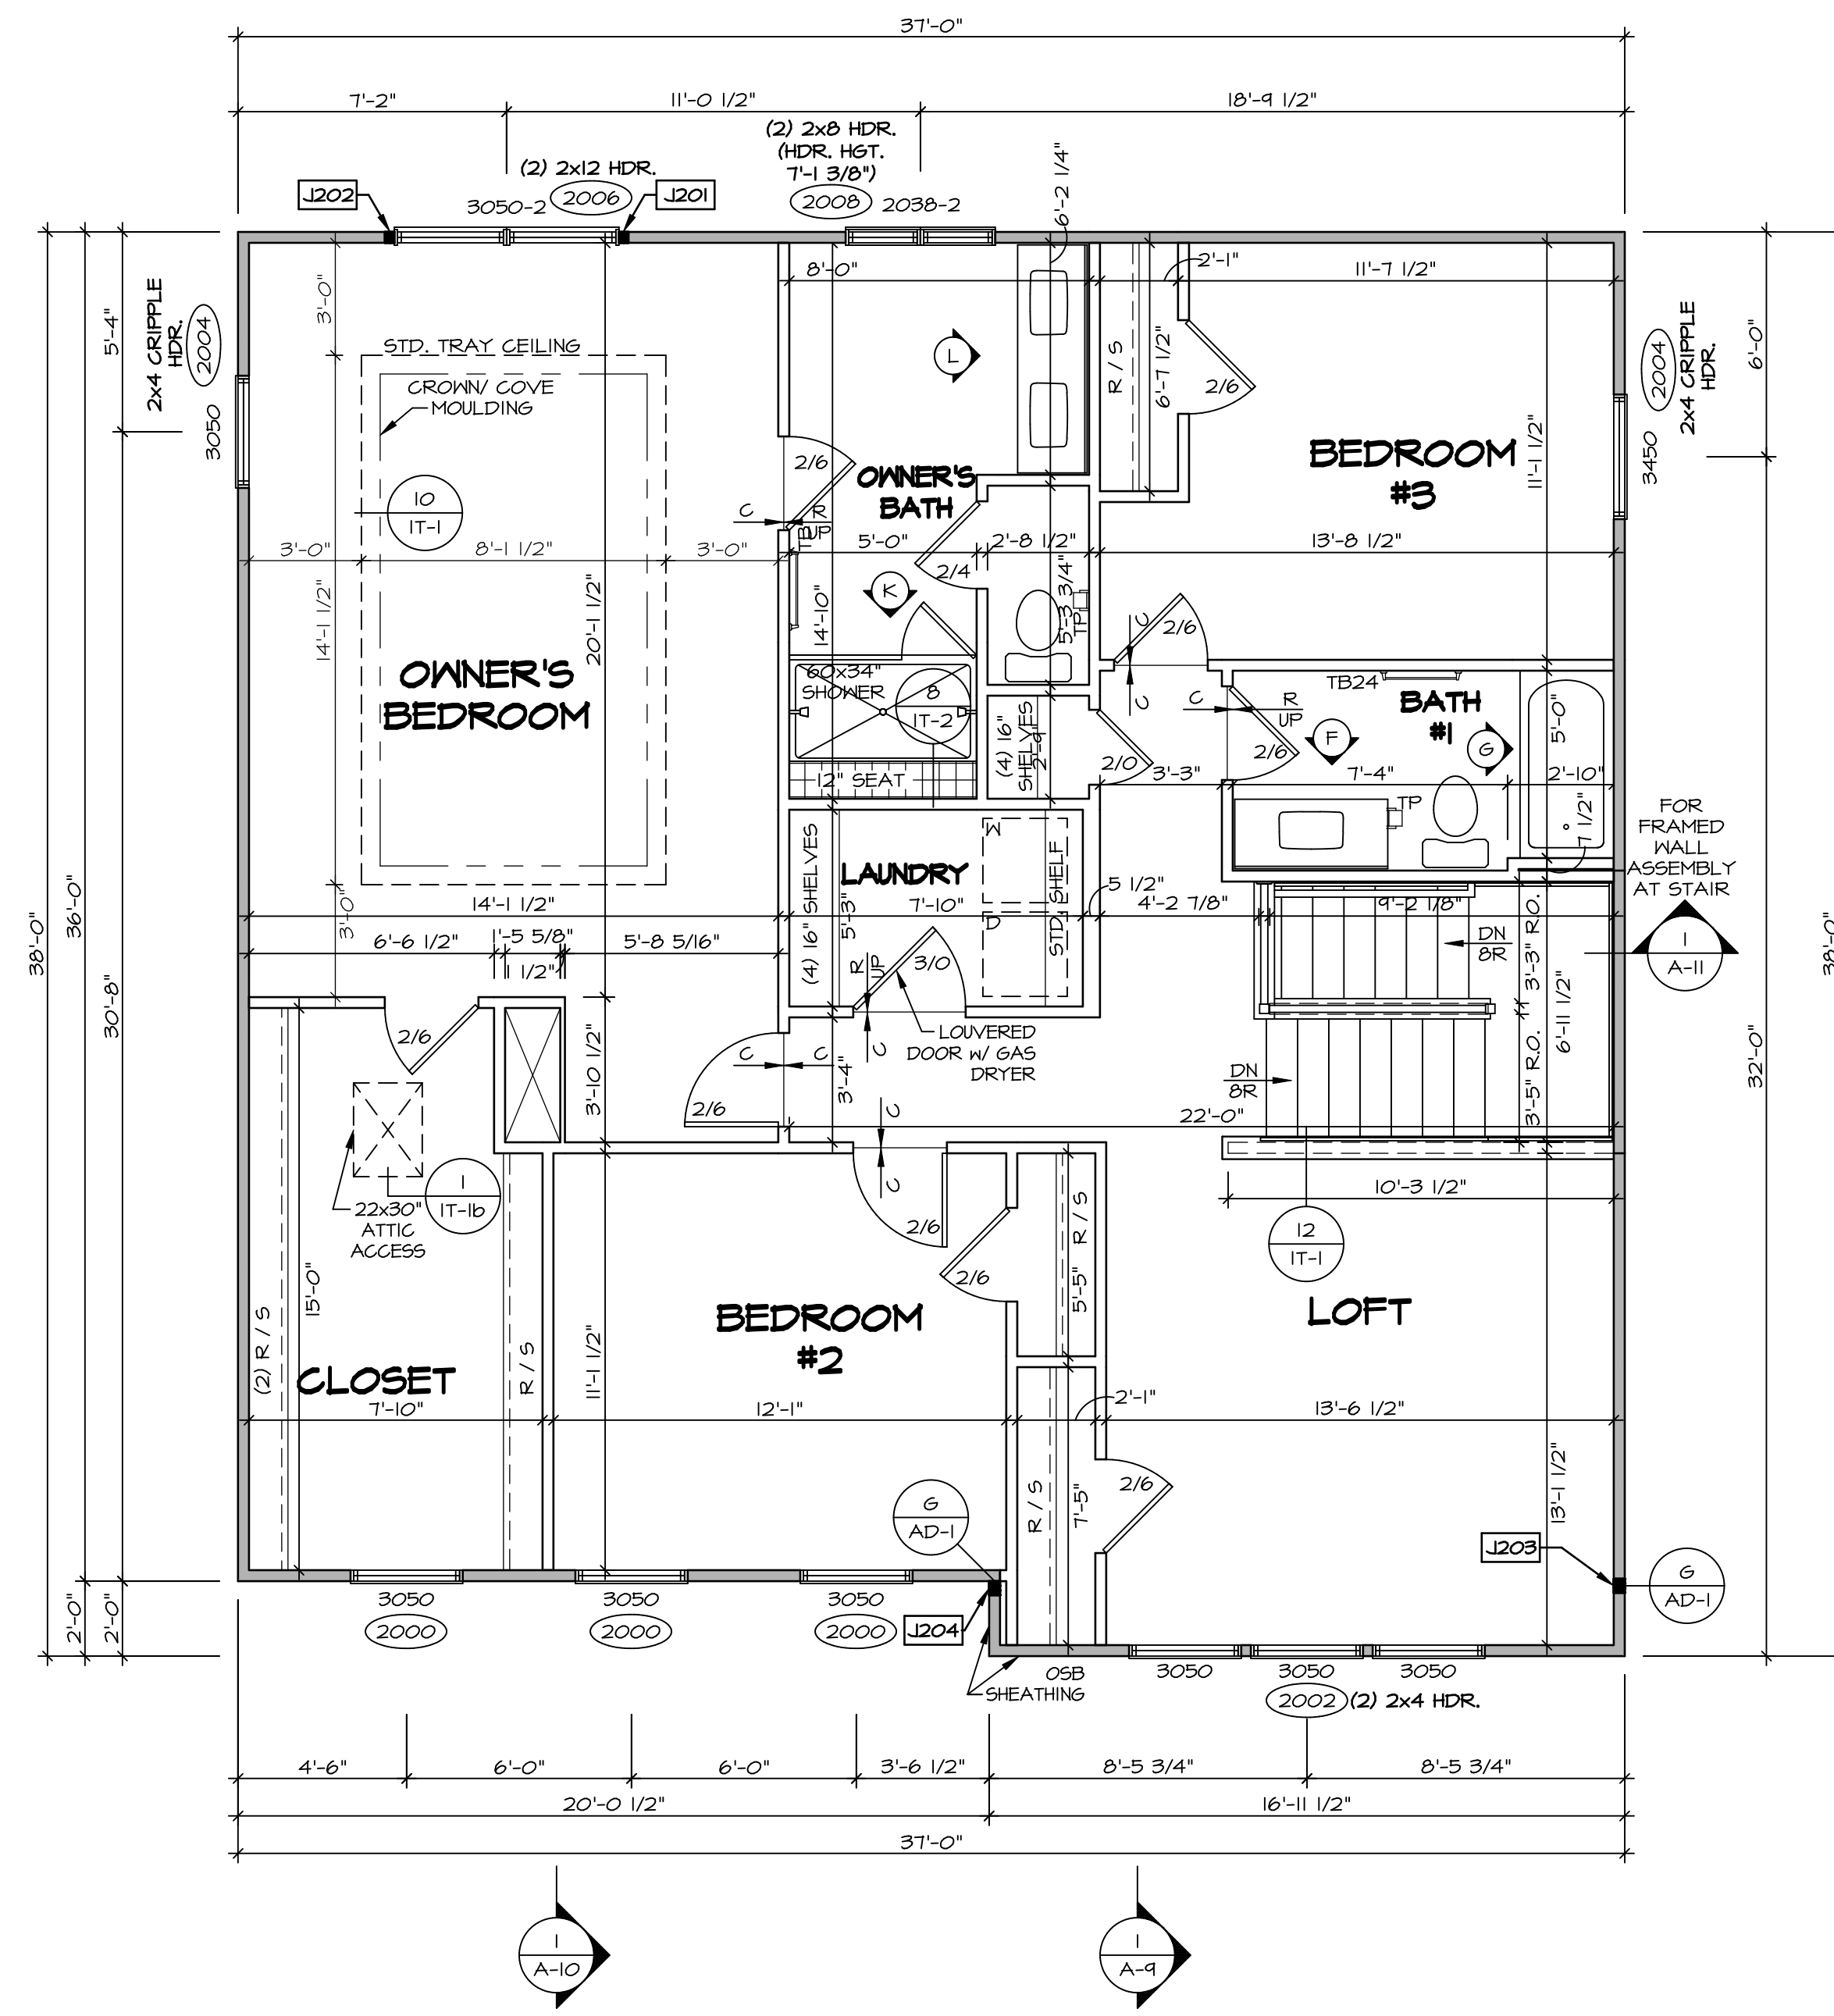 37'-0"
7'-2"
11'-0 1/2"
18'-9 1/2"
(2) 2x8 HDR.
(HDR. HGT.
7'-1 3/8")
(2) 2x12 HDR.
J202
3050-2
2006
J201
2008
2038-2
6'-2 1/4"
8'-0"
2'-1"
11'-7 1/2"
3'-0"
5'-4"
2x4 CRIPPLE
HDR.
2004
3050
STD. TRAY CEILING
CROWN/ COVE
MOULDING
L
R / S
6'-7 1/2"
2/6
2004
2x4 CRIPPLE
HDR.
3450
6'-0"
BEDROOM
#3
11'-1 1/2"
2/6
OWNER'S
BATH
10
IT-1
C
R
UP
TB
3'-0"
8'-1 1/2"
3'-0"
5'-0"
2'-8 1/2"
13'-8 1/2"
2/4
K
14'-1 1/2"
20'-1 1/2"
14'-10"
5'-3 3/4"
TP
C
2/6
OWNER'S
BEDROOM
60x34"
SHOWER
8
IT-2
C
C
R
UP
TB24
BATH
#1
F
G
5'-0"
(4) 16"
SHELVES
2'-9"
2/0
2/6
3'-3"
7'-4"
2'-10"
12" SEAT
TP
7 1/2"
FOR
FRAMED
WALL
ASSEMBLY
AT STAIR
38'-0"
36'-0"
30'-8"
(4) 16" SHELVES
5'-3"
W
LAUNDRY
STD. SHELF
5 1/2"
14'-1 1/2"
3'-0"
7'-10"
D
4'-2 7/8"
9'-2 1/8"
6'-6 1/2"
1'-5 5/8"
1 1/2"
5'-8 5/16"
R
UP
3/0
DN
8R
3'-3" R.O.
1
A-11
38'-0"
6'-11 1/2"
2/6
3'-10 1/2"
C
C
C
3'-4"
LOUVERED
DOOR W/ GAS
DRYER
DN
8R
3'-5" R.O.
32'-0"
2/6
C
22'-0"
C
1
IT-1b
22x30"
ATTIC
ACCESS
10'-3 1/2"
2/6
R / S
12
IT-1
2/6
5'-5"
15'-0"
(2) R / S
CLOSET
R / S
11'-1 1/2"
BEDROOM
#2
LOFT
7'-10"
12'-1"
2'-1"
13'-6 1/2"
2/6
R / S
7'-5"
13'-1 1/2"
G
AD-1
J203
G
AD-1
2'-0"
2'-0"
3050
2000
3050
2000
3050
2000
J204
OSB
SHEATHING
3050
3050
3050
2002
(2) 2x4 HDR.
4'-6"
6'-0"
6'-0"
3'-6 1/2"
8'-5 3/4"
8'-5 3/4"
20'-0 1/2"
16'-11 1/2"
37'-0"
1
A-10
1
A-9